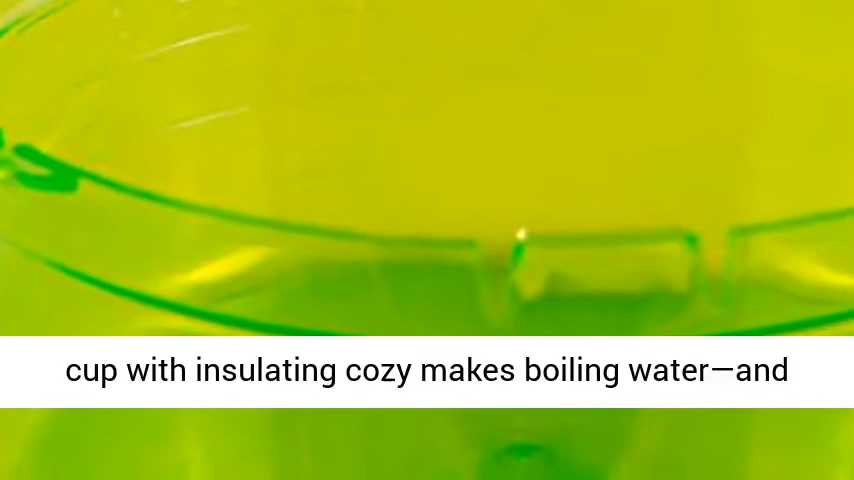 cup with insulating cozy makes boiling water—and